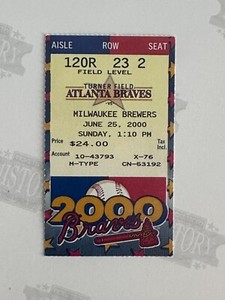 AISLE ROW SEAT
120R 23 2
FIELD LEVEL
TURNER FIELD
ATLANTA BRAVES
-vs-
MILWAUKEE BREWERS
JUNE 25, 2000
SUNDAY, 1:10 PM
Price $24.00 Tax Incl.
Account 10-43793 X-76
H-TYPE CN-63192
2000
Braves